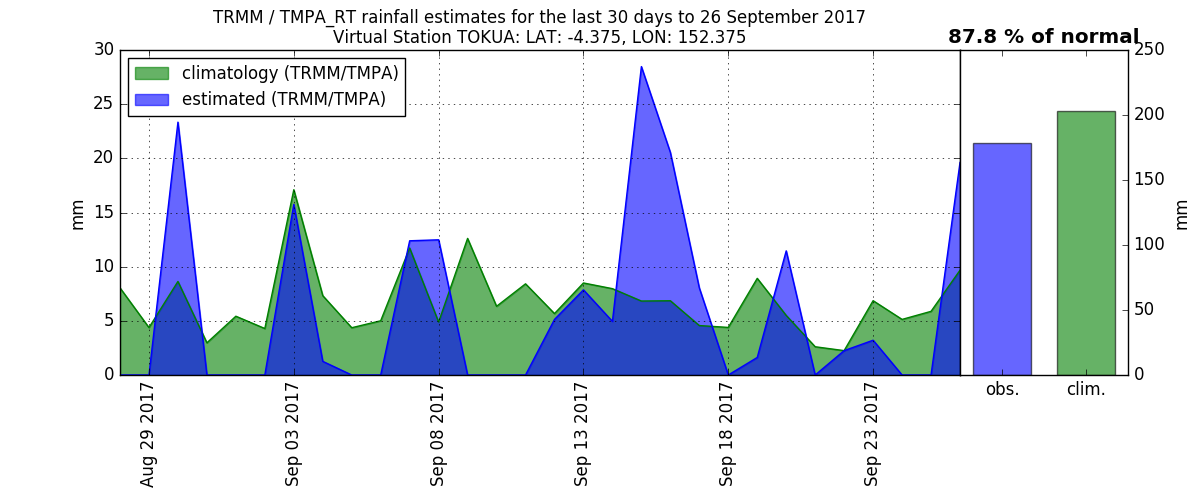 TRMM / TMPA_RT rainfall estimates for the last 30 days to 26 September 2017
Virtual Station TOKUA: LAT: -4.375, LON: 152.375
87.8 % of normal
climatology (TRMM/TMPA)
estimated (TRMM/TMPA)
30
25
20
15
10
5
0
mm
250
200
150
100
50
0
mm
Aug 29 2017
Sep 03 2017
Sep 08 2017
Sep 13 2017
Sep 18 2017
Sep 23 2017
obs.
clim.